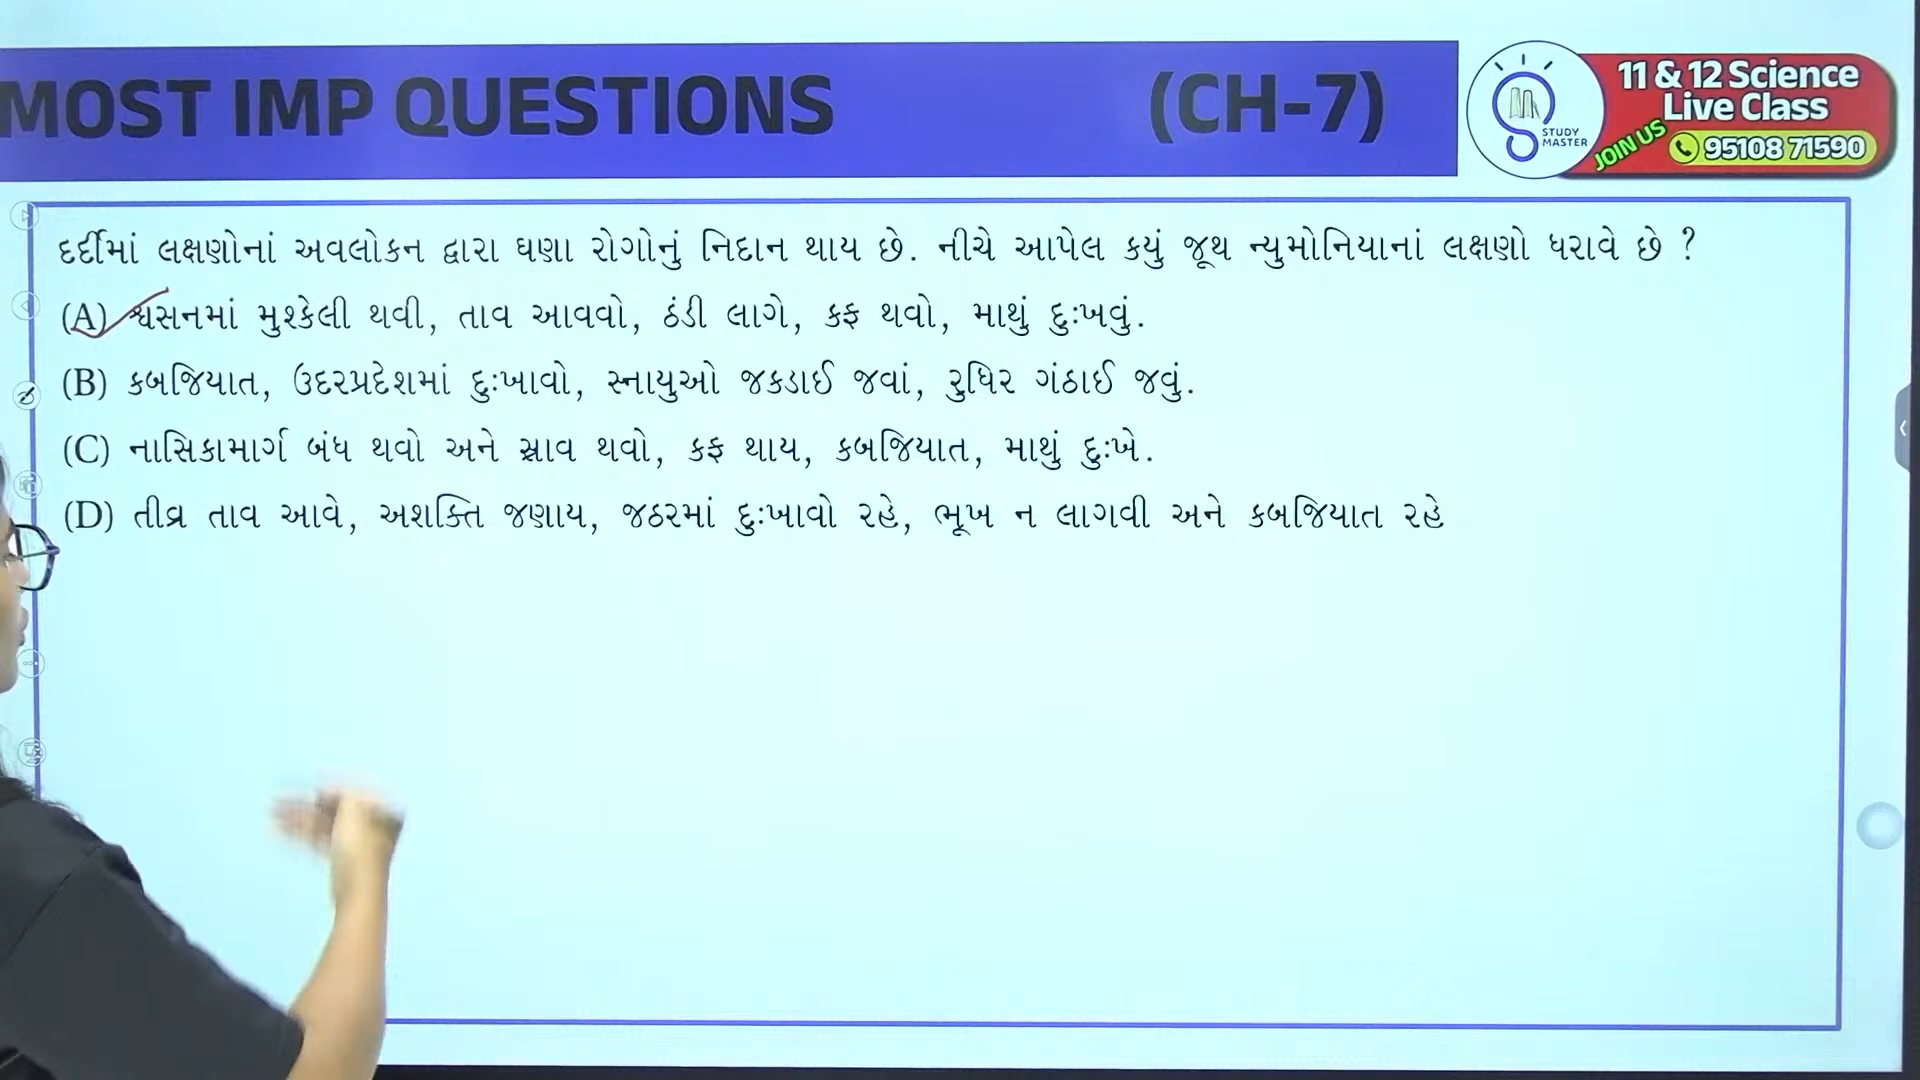 MOST IMP QUESTIONS (CH-7)
11 & 12 Science
Live Class
JOIN US
95108 71590
STUDY
MASTER
દર્દીમાં લક્ષણોનાં અવલોકન દ્વારા ઘણા રોગોનું નિદાન થાય છે. નીચે આપેલ કયું જૂથ ન્યુમોનિયાનાં લક્ષણો ધરાવે છે ?
(A) શ્વસનમાં મુશ્કેલી થવી, તાવ આવવો, ઠંડી લાગે, કફ થવો, માથું દુઃખવું.
(B) કબજિયાત, ઉદરપ્રદેશમાં દુઃખાવો, સ્નાયુઓ જકડાઈ જવાં, રુધિર ગંઠાઈ જવું.
(C) નાસિકામાર્ગ બંધ થવો અને સ્રાવ થવો, કફ થાય, કબજિયાત, માથું દુઃખે.
(D) તીવ્ર તાવ આવે, અશક્તિ જણાય, જઠરમાં દુઃખાવો રહે, ભૂખ ન લાગવી અને કબજિયાત રહે